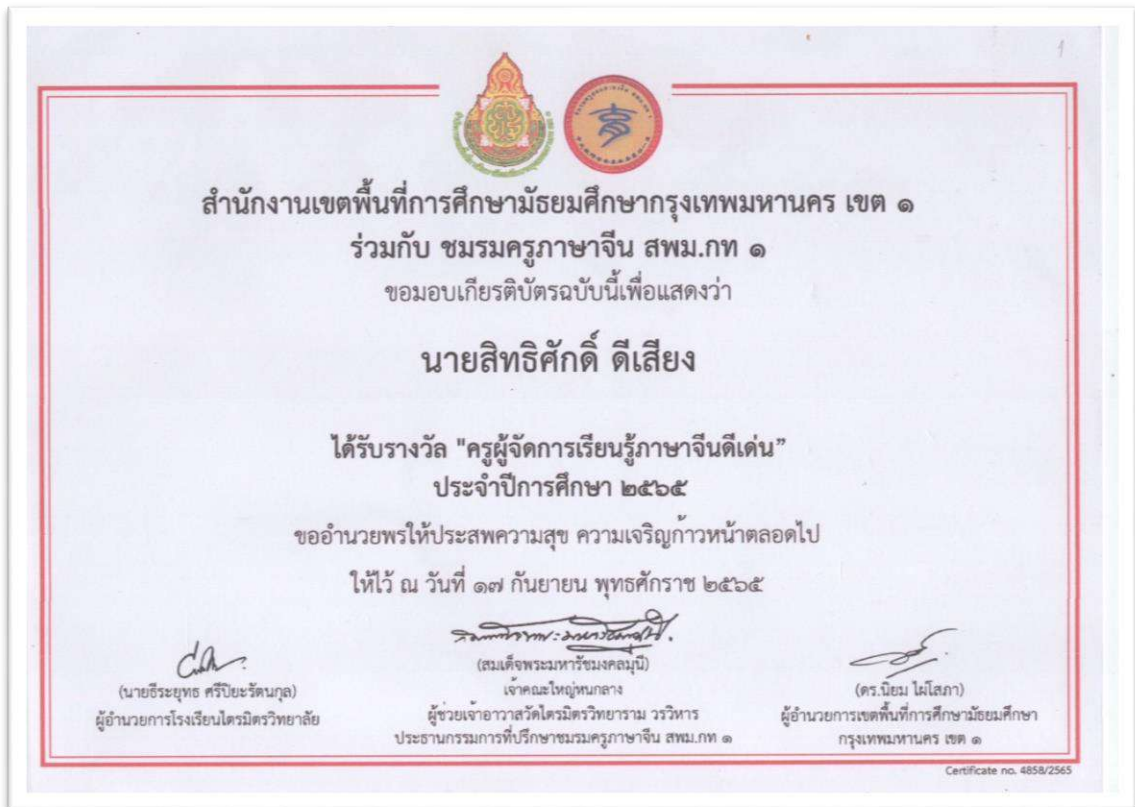 สำนักงานเขตพื้นที่การศึกษามัธยมศึกษากรุงเทพมหานคร เขต ๑
ร่วมกับ ชมรมครูภาษาจีน สพม.กท ๑
ขอมอบเกียรติบัตรฉบับนี้เพื่อแสดงว่า
นายสิทธิศักดิ์ ดีเสียง
ได้รับรางวัล "ครูผู้จัดการเรียนรู้ภาษาจีนดีเด่น”
ประจำปีการศึกษา ๒๕๖๕
ขออำนวยพรให้ประสพความสุข ความเจริญก้าวหน้าตลอดไป
ให้ไว้ ณ วันที่ ๑๗ กันยายน พุทธศักราช ๒๕๖๕
(นายธีระยุทธ ศรีปิยะรัตนกุล)
ผู้อำนวยการโรงเรียนไตรมิตรวิทยาลัย
(สมเด็จพระมหารัชมงคลมุนี)
เจ้าคณะใหญ่หนกลาง
ผู้ช่วยเจ้าอาวาสวัดไตรมิตรวิทยาราม วรวิหาร
ประธานกรรมการที่ปรึกษาชมรมครูภาษาจีน สพม.กท ๑
(ดร.นิยม ไผ่โสภา)
ผู้อำนวยการเขตพื้นที่การศึกษามัธยมศึกษา
กรุงเทพมหานคร เขต ๑
Certificate no. 4858/2565